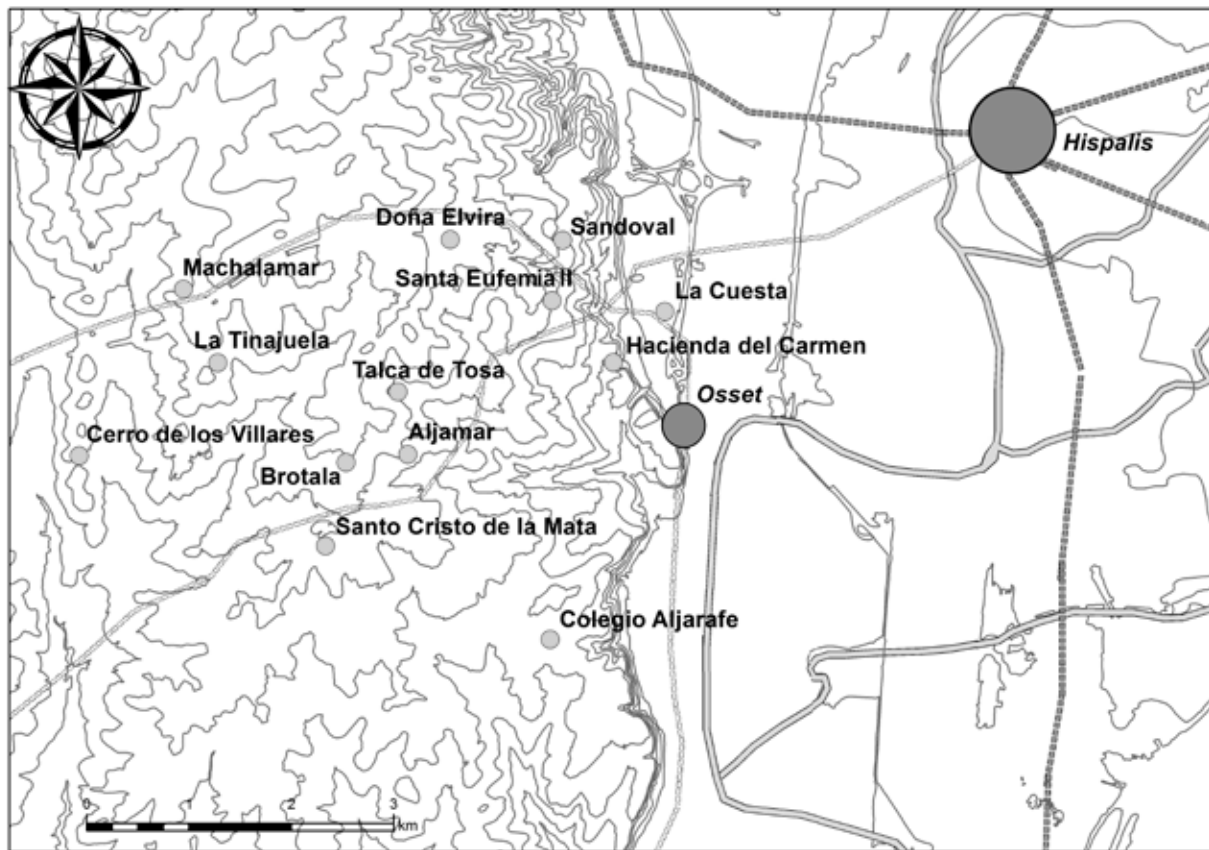 Hispalis
Doña Elvira
Sandoval
Machalamar
Santa Eufemia II
La Cuesta
La Tinajuela
Hacienda del Carmen
Talca de Tosa
Osset
Cerro de los Villares
Aljamar
Brotala
Santo Cristo de la Mata
Colegio Aljarafe
0 1 2 3
km